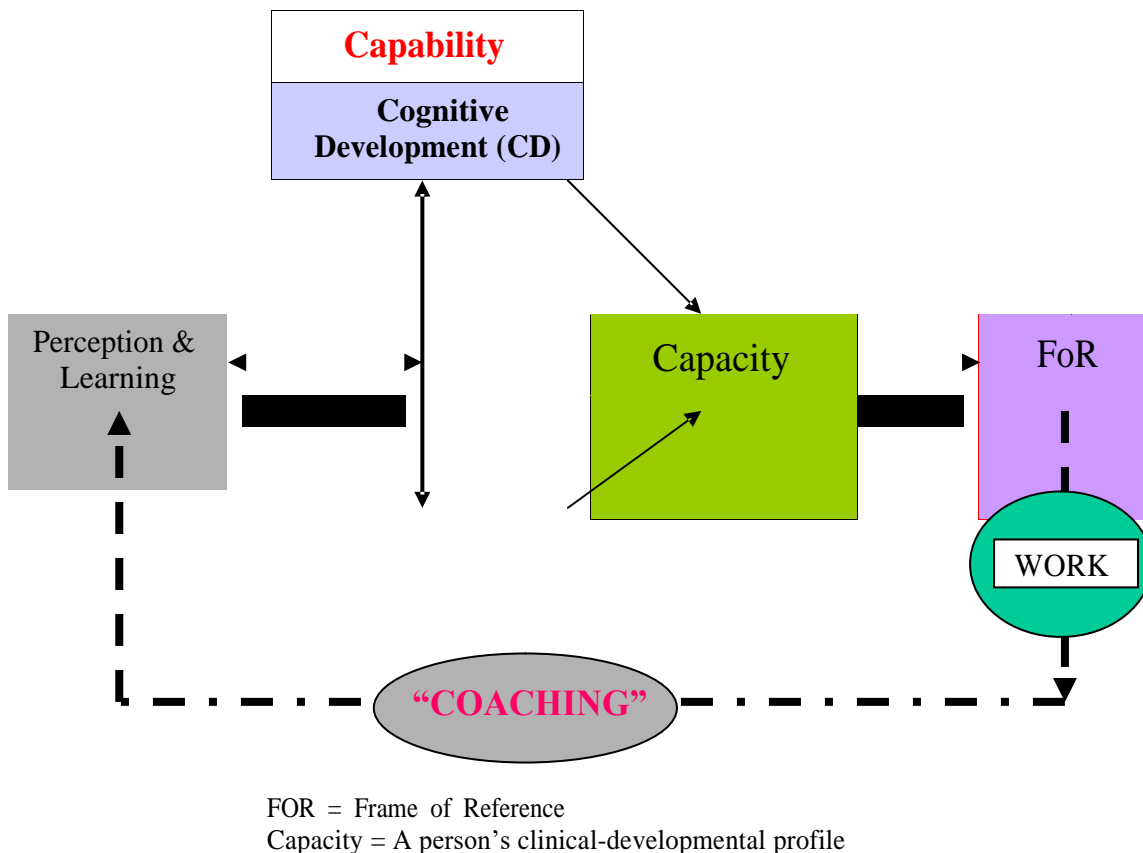 Capability
Cognitive
Development (CD)
Perception &
Learning
Capacity
FoR
WORK
“COACHING”
FOR = Frame of Reference
Capacity = A person’s clinical-developmental profile